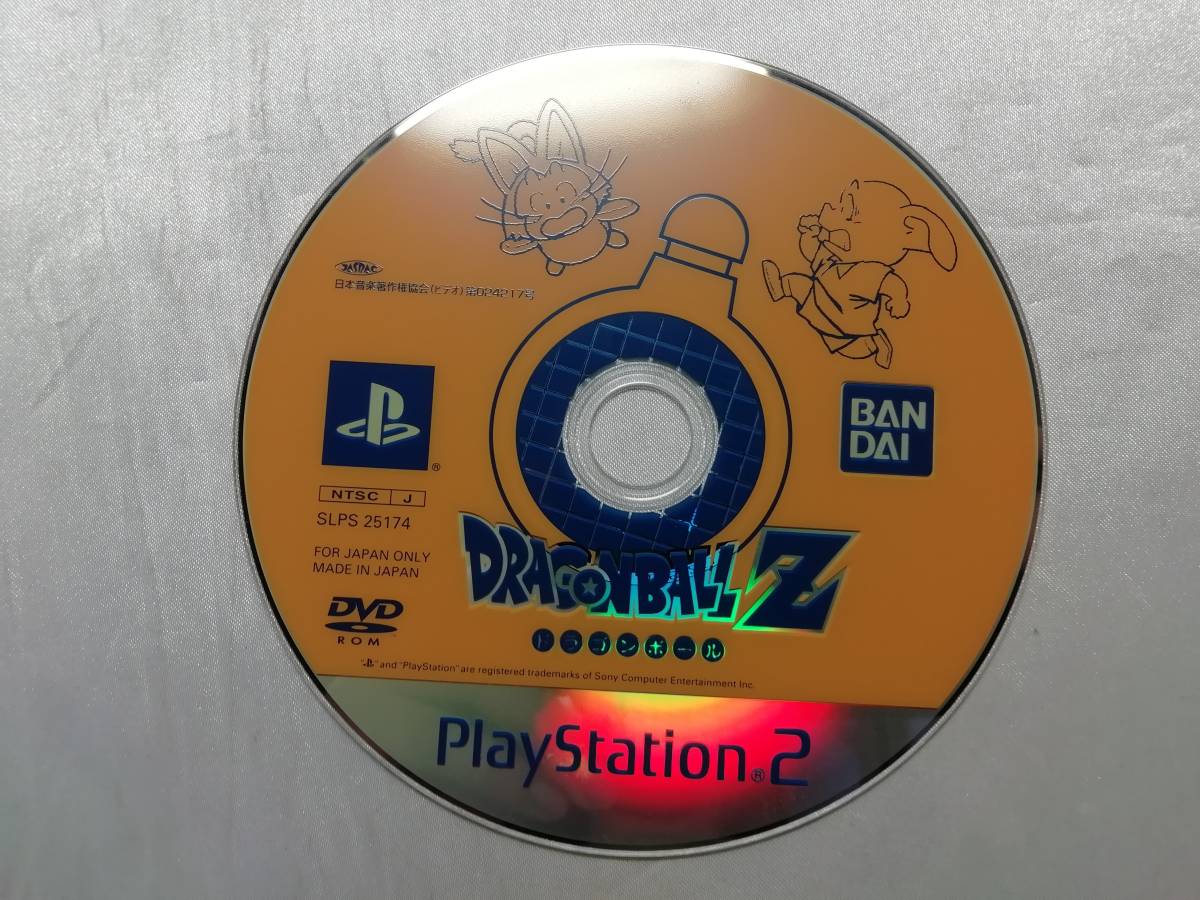 JASRAC
日本音楽著作権協会(ビデオ)第024217号
BAN
DAI
®
NTSC J
SLPS 25174
FOR JAPAN ONLY
MADE IN JAPAN
DVD
ROM
DRAGONBALL Z
ドラゴンボール
"PS" and "PlayStation" are registered trademarks of Sony Computer Entertainment Inc.
PlayStation®2